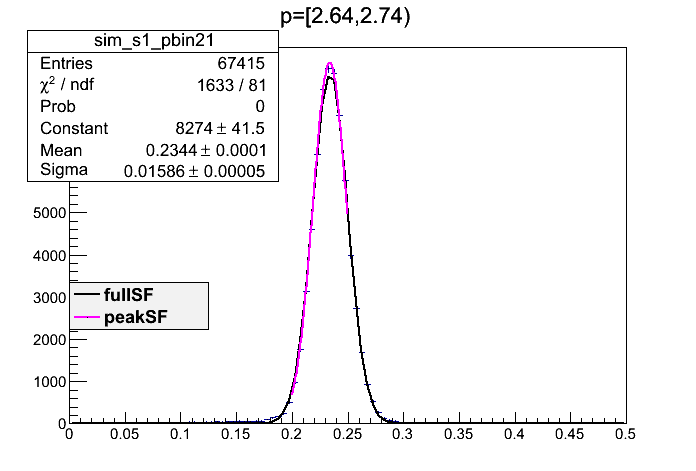 p=[2.64,2.74)
sim_s1_pbin21
Entries 67415
χ² / ndf 1633 / 81
Prob 0
Constant 8274 ± 41.5
Mean 0.2344 ± 0.0001
Sigma 0.01586 ± 0.00005
5000
4000
3000
2000
1000
0
fullSF
peakSF
0 0.05 0.1 0.15 0.2 0.25 0.3 0.35 0.4 0.45 0.5